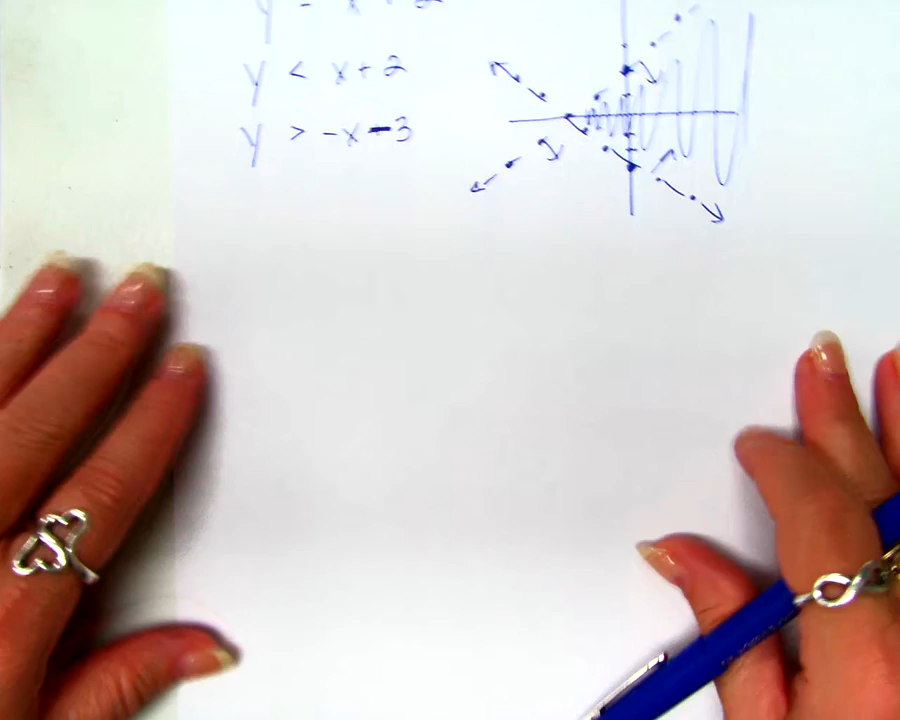 y < x + 2
y > -x - 3